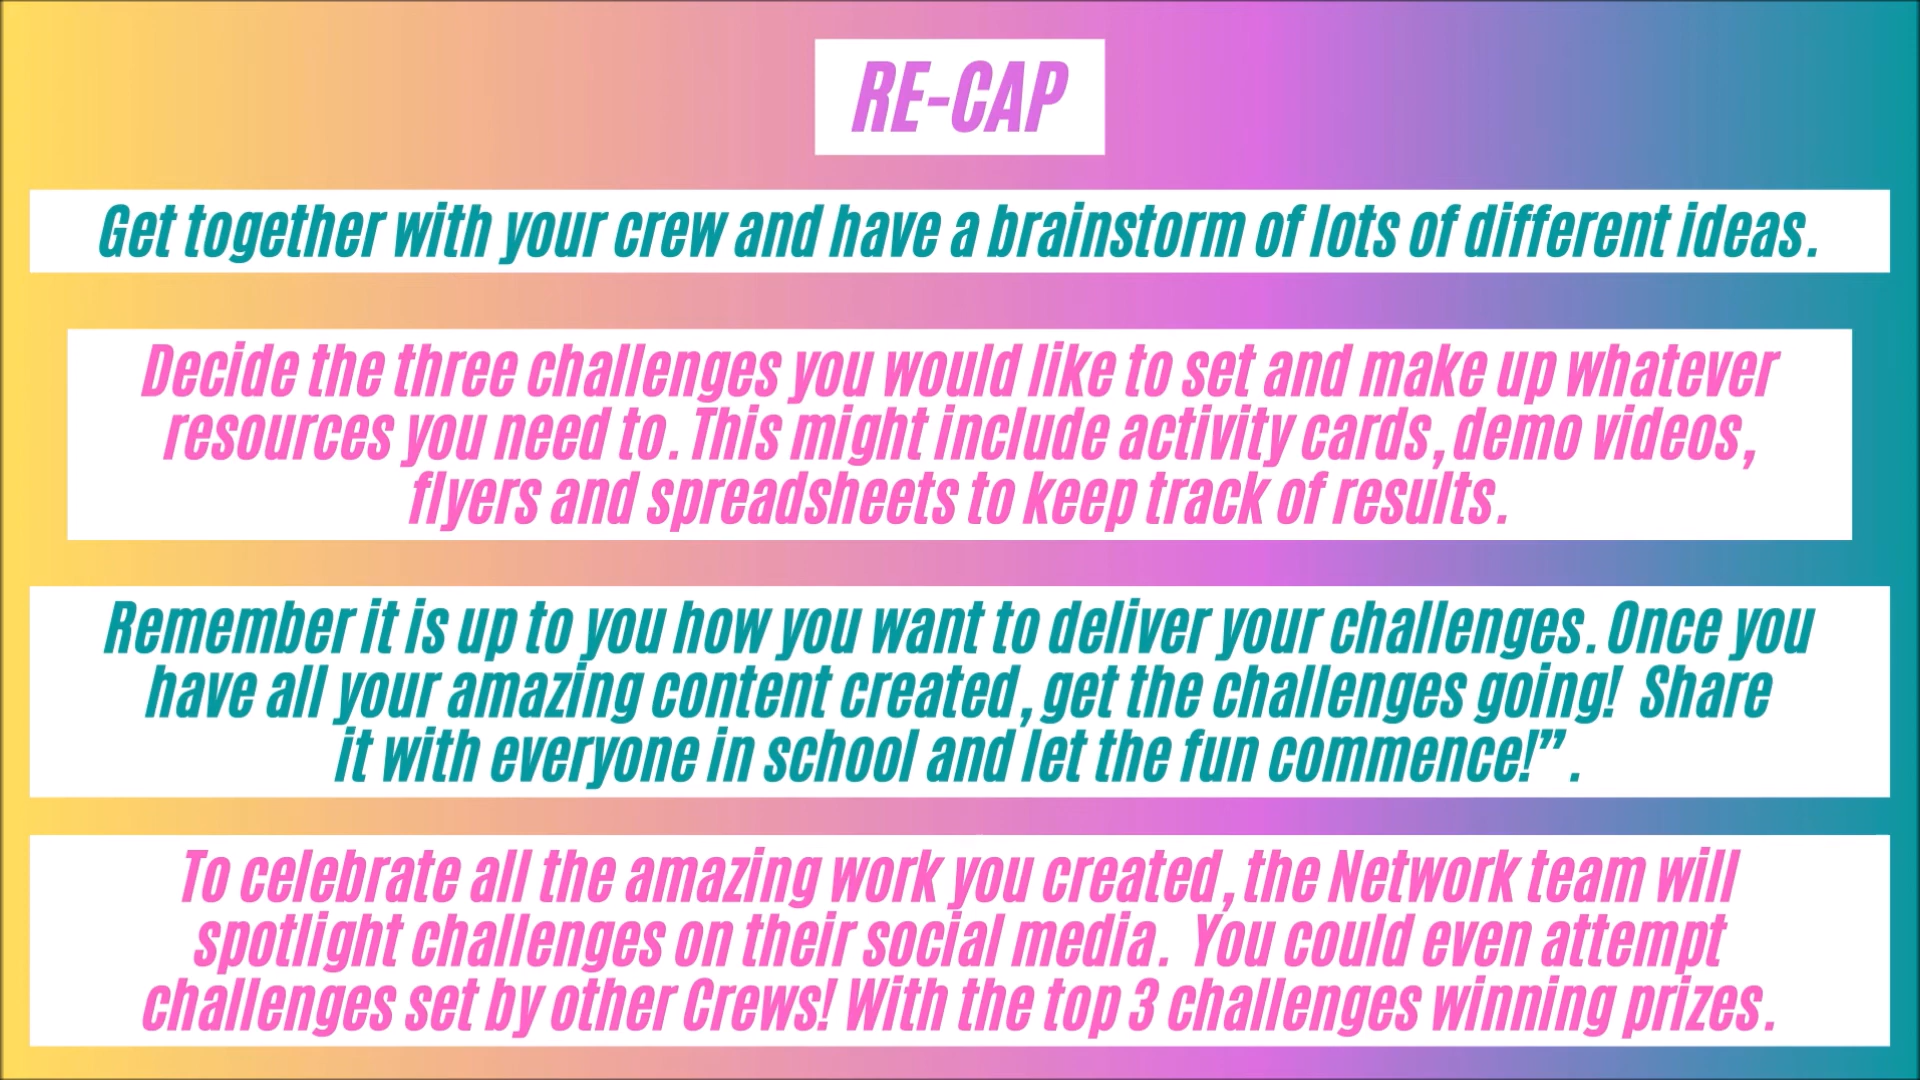 RE-CAP
Get together with your crew and have a brainstorm of lots of different ideas.
Decide the three challenges you would like to set and make up whatever
resources you need to. This might include activity cards, demo videos,
flyers and spreadsheets to keep track of results.
Remember it is up to you how you want to deliver your challenges. Once you
have all your amazing content created, get the challenges going! Share
it with everyone in school and let the fun commence!”.
To celebrate all the amazing work you created, the Network team will
spotlight challenges on their social media. You could even attempt
challenges set by other Crews! With the top 3 challenges winning prizes.